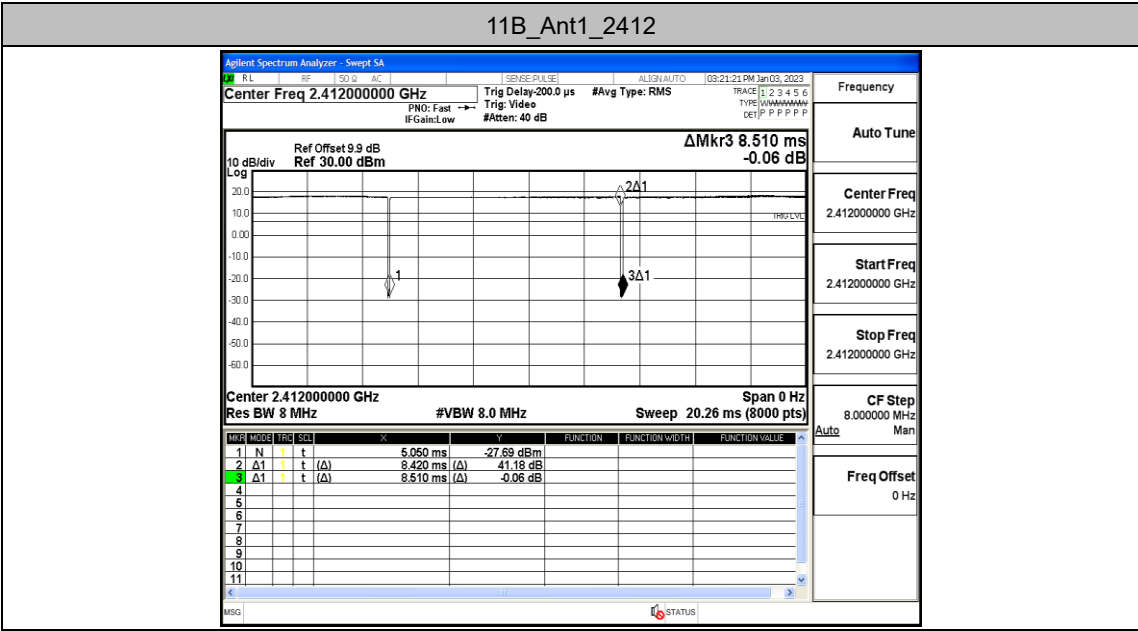 11B_Ant1_2412
Agilent Spectrum Analyzer - Swept SA
RL RF 50 Ω AC SENSE:PULSE ALIGN AUTO 03:21:21 PM Jan 03, 2023
Center Freq 2.412000000 GHz
PNO: Fast
IFGain:Low
Trig Delay-200.0 µs
Trig: Video
#Atten: 40 dB
#Avg Type: RMS
TRACE 1 2 3 4 5 6
TYPE
DET P P P P P P
Frequency
ΔMkr3 8.510 ms
-0.06 dB
Ref Offset 9.9 dB
Ref 30.00 dBm
10 dB/div
Log
20.0
10.0
0.00
-10.0
-20.0
-30.0
-40.0
-50.0
-60.0
2Δ1
TRIG LVL
1
3Δ1
Center 2.412000000 GHz
Span 0 Hz
Res BW 8 MHz
#VBW 8.0 MHz
Sweep 20.26 ms (8000 pts)
MKR MODE TRC SCL X Y FUNCTION FUNCTION WIDTH FUNCTION VALUE
1 N 1 t 5.050 ms -27.69 dBm
2 Δ1 1 t (Δ) 8.420 ms (Δ) 41.18 dB
3 Δ1 1 t (Δ) 8.510 ms (Δ) -0.06 dB
4
5
6
7
8
9
10
11
MSG
STATUS
Auto Tune
Center Freq
2.412000000 GHz
Start Freq
2.412000000 GHz
Stop Freq
2.412000000 GHz
CF Step
8.000000 MHz
Auto Man
Freq Offset
0 Hz